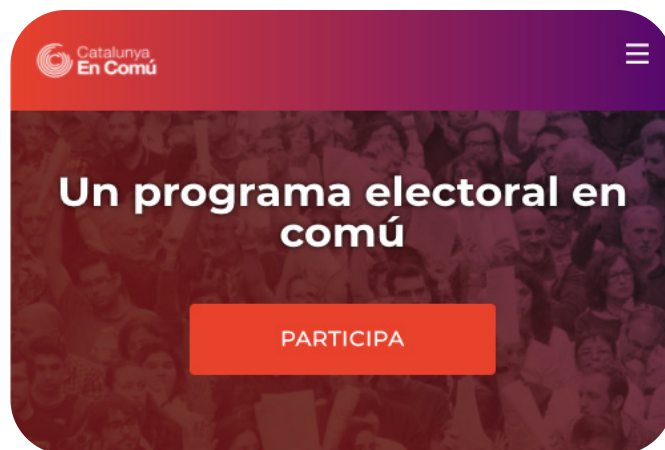 Catalunya
En Comú
Un programa electoral en
comú
PARTICIPA